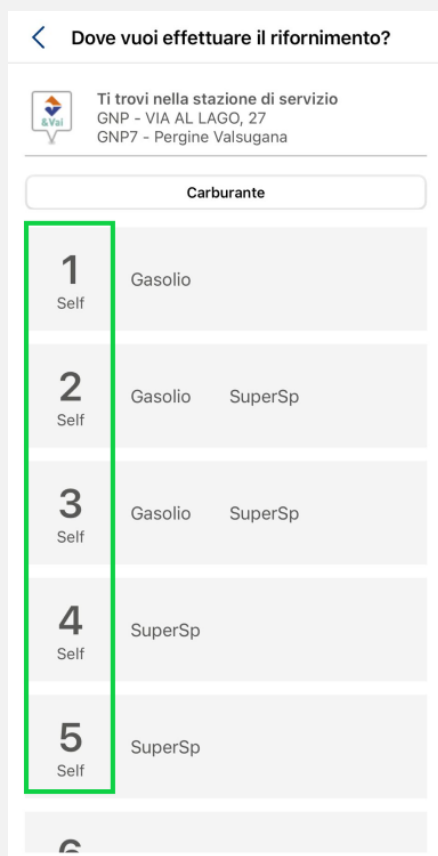 Dove vuoi effettuare il rifornimento?
&Vai
Ti trovi nella stazione di servizio
GNP - VIA AL LAGO, 27
GNP7 - Pergine Valsugana
Carburante
1
Self
Gasolio
2
Self
Gasolio SuperSp
3
Self
Gasolio SuperSp
4
Self
SuperSp
5
Self
SuperSp